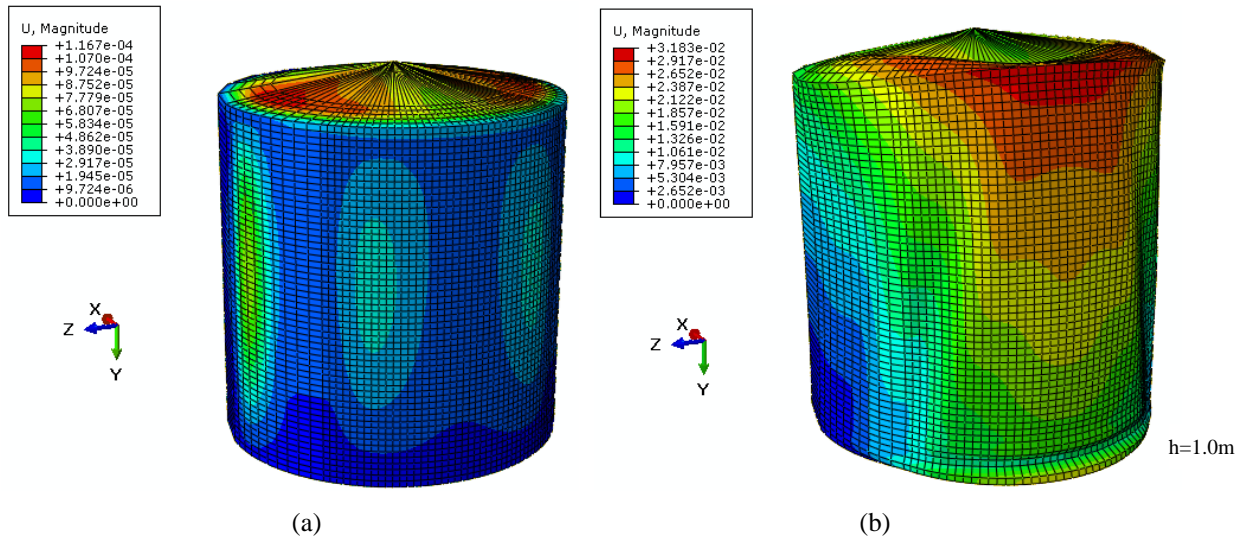 U, Magnitude
+1.167e-04
+1.070e-04
+9.724e-05
+8.752e-05
+7.779e-05
+6.807e-05
+5.834e-05
+4.862e-05
+3.890e-05
+2.917e-05
+1.945e-05
+9.724e-06
+0.000e+00
X
Z
Y
(a)
U, Magnitude
+3.183e-02
+2.917e-02
+2.652e-02
+2.387e-02
+2.122e-02
+1.857e-02
+1.591e-02
+1.326e-02
+1.061e-02
+7.957e-03
+5.304e-03
+2.652e-03
+0.000e+00
X
Z
Y
h=1.0m
(b)